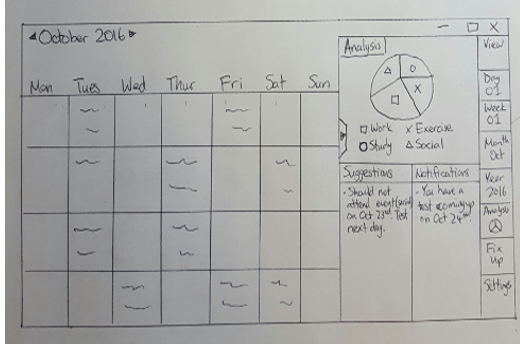 October 2016
Mon Tues Wed Thur Fri Sat Sun
Analysis
Work
Exercise
Study
Social
Suggestions
- Should not
attend event(social)
on Oct 23rd. Test
next day.
Notifications
- You have a
test coming up
on Oct 24th.
View
Day
01
Week
01
Month
Oct
Year
2016
Analysis
Fix
Up
Settings